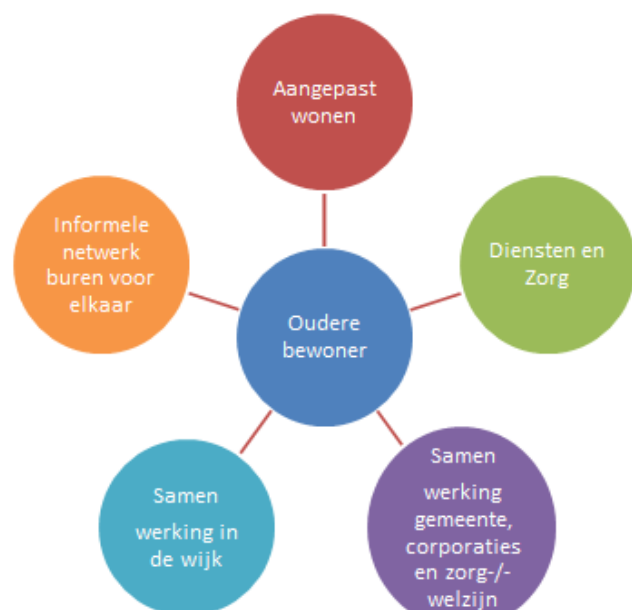 Aangepast
wonen
Informele
netwerk
buren voor
elkaar
Diensten en
Zorg
Oudere
bewoner
Samen
werking in
de wijk
Samen
werking
gemeente,
corporaties
en zorg-/-
welzijn